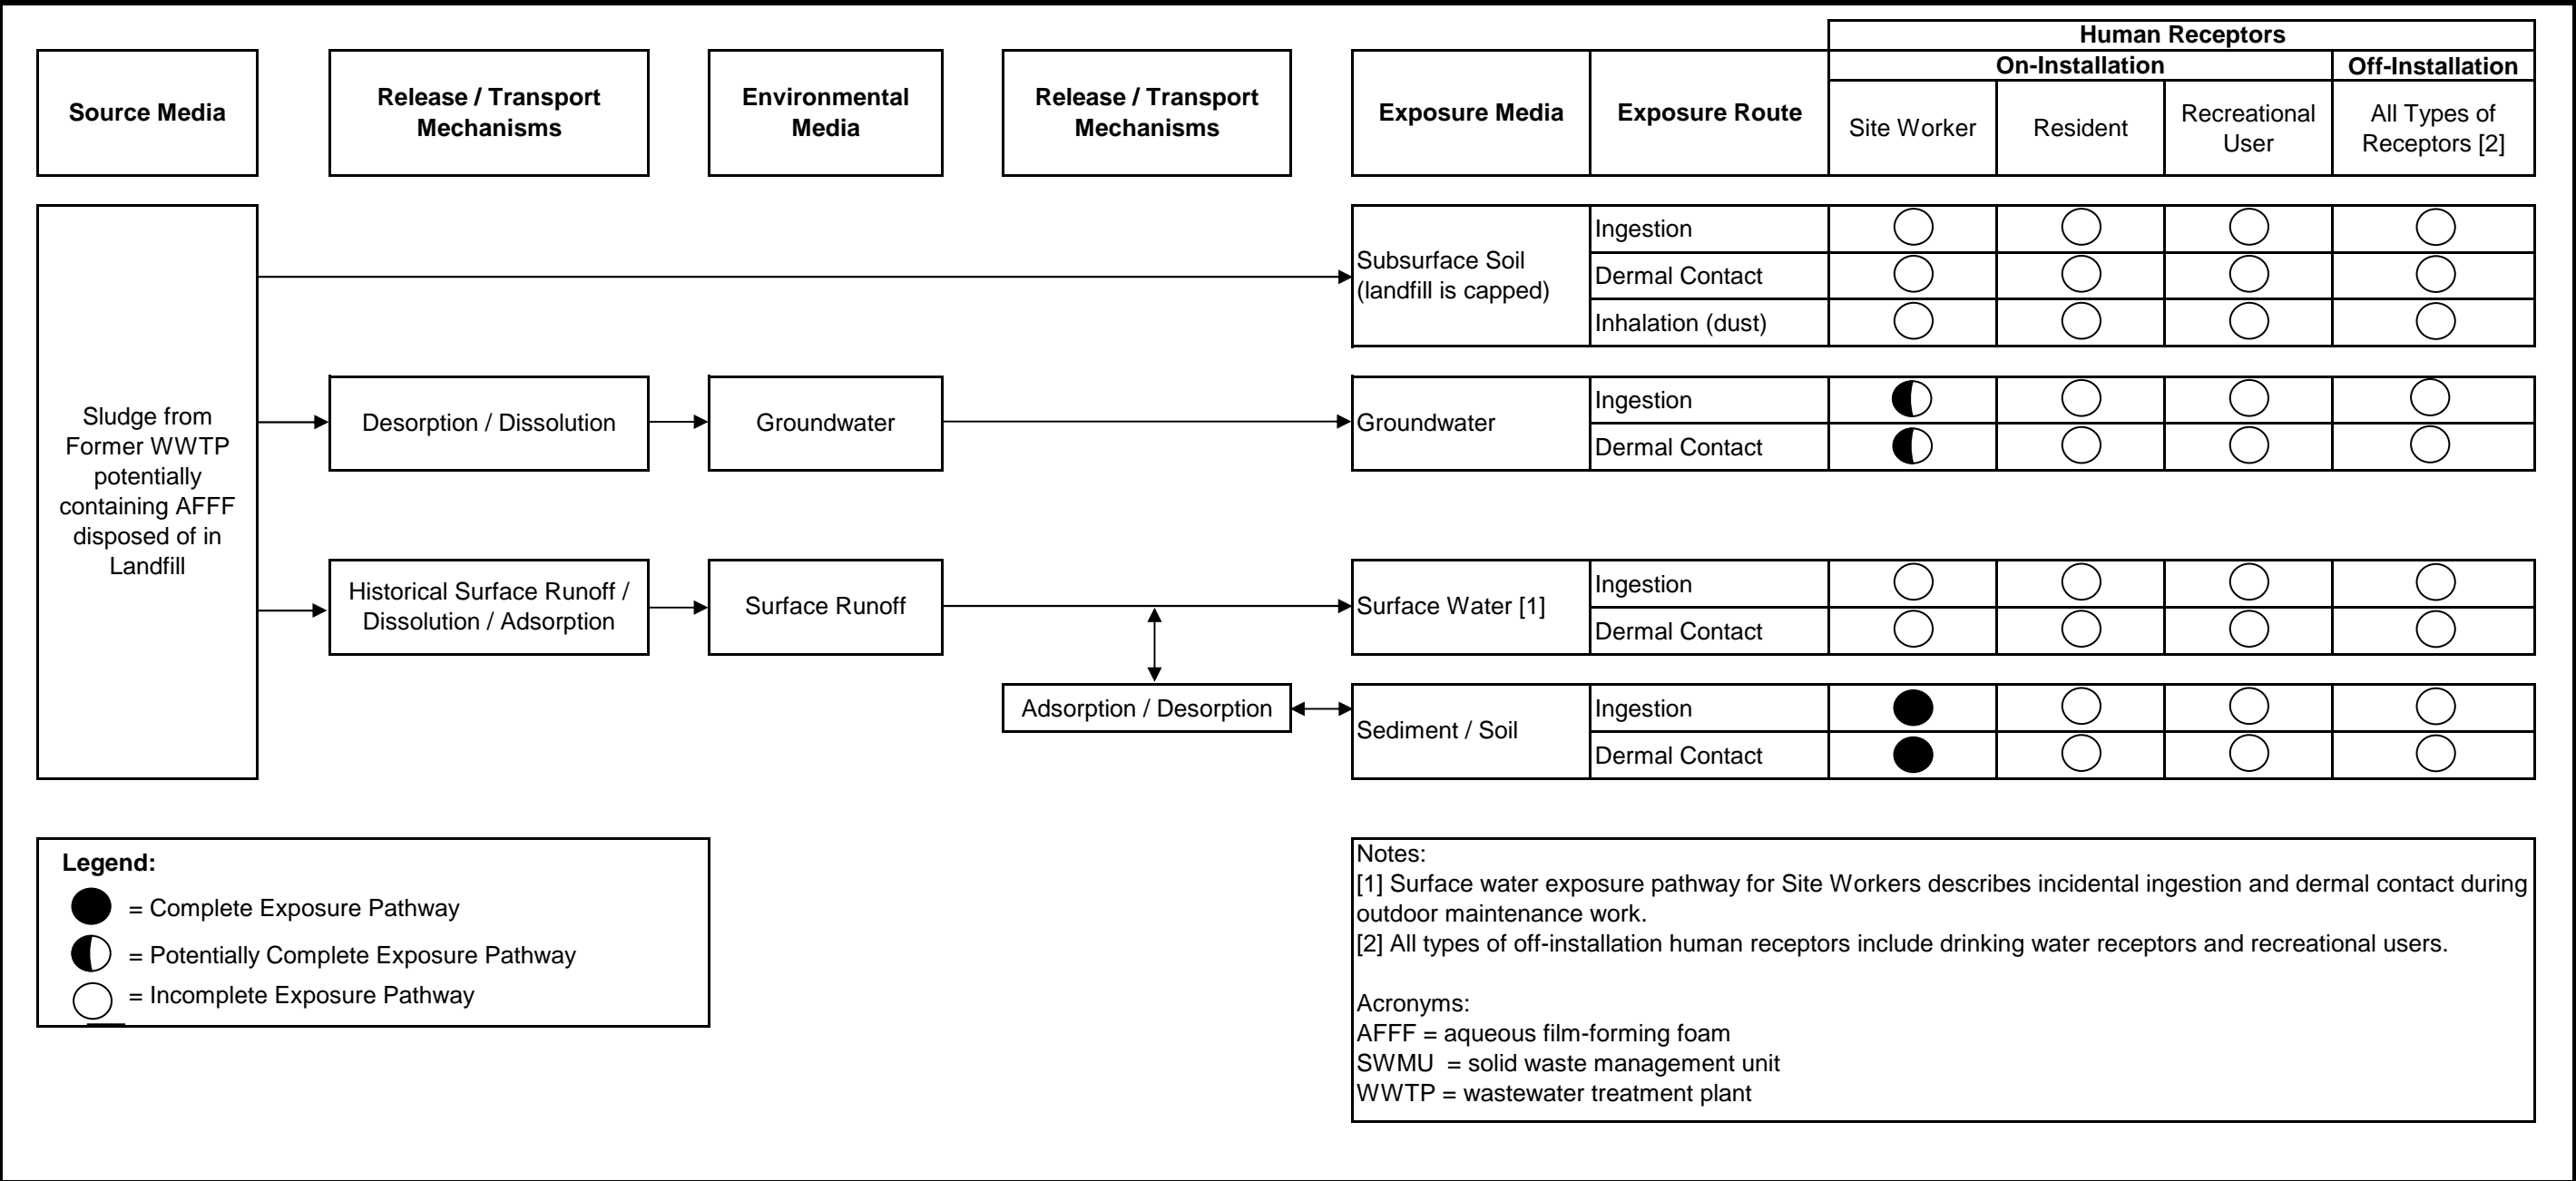 Human Receptors
On-Installation
Off-Installation
Source Media
Release / Transport
Mechanisms
Environmental
Media
Release / Transport
Mechanisms
Exposure Media
Exposure Route
Site Worker
Resident
Recreational
User
All Types of
Receptors [2]
Sludge from
Former WWTP
potentially
containing AFFF
disposed of in
Landfill
Subsurface Soil
(landfill is capped)
Ingestion
Dermal Contact
Inhalation (dust)
Desorption / Dissolution
Groundwater
Groundwater
Ingestion
Dermal Contact
Historical Surface Runoff /
Dissolution / Adsorption
Surface Runoff
Surface Water [1]
Ingestion
Dermal Contact
Adsorption / Desorption
Sediment / Soil
Ingestion
Dermal Contact
Legend:
= Complete Exposure Pathway
= Potentially Complete Exposure Pathway
= Incomplete Exposure Pathway
Notes:
[1] Surface water exposure pathway for Site Workers describes incidental ingestion and dermal contact during
outdoor maintenance work.
[2] All types of off-installation human receptors include drinking water receptors and recreational users.
Acronyms:
AFFF = aqueous film-forming foam
SWMU = solid waste management unit
WWTP = wastewater treatment plant